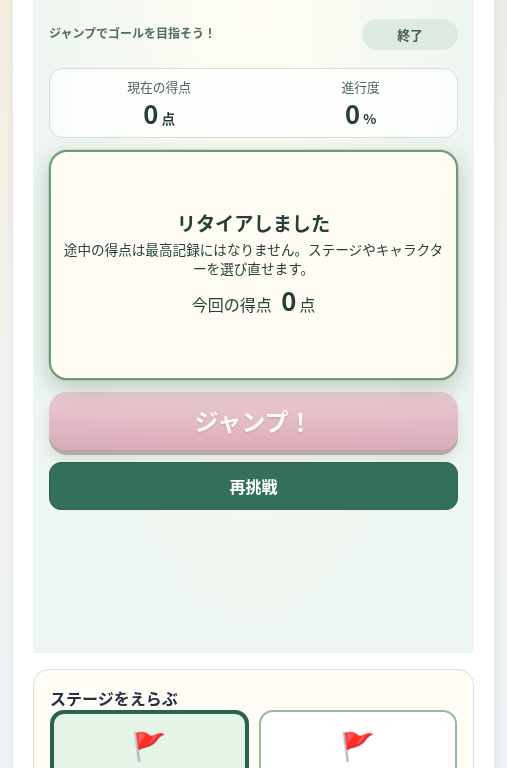 ジャンプでゴールを目指そう！
終了
現在の得点
進行度
0 点
0 %
リタイアしました
途中の得点は最高記録にはなりません。ステージやキャラクタ
ーを選び直せます。
今回の得点 0 点
ジャンプ！
再挑戦
ステージをえらぶ